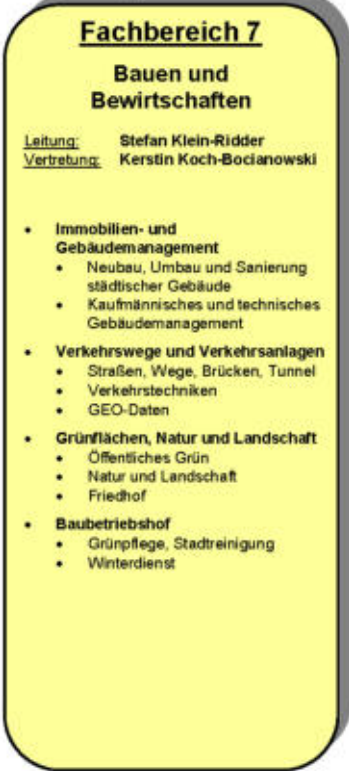 Fachbereich 7
Bauen und
Bewirtschaften
Leitung: Stefan Klein-Ridder
Vertretung: Kerstin Koch-Bocianowski
• Immobilien- und
Gebäudemanagement
• Neubau, Umbau und Sanierung
städtischer Gebäude
• Kaufmännisches und technisches
Gebäudemanagement
• Verkehrswege und Verkehrsanlagen
• Straßen, Wege, Brücken, Tunnel
• Verkehrstechniken
• GEO-Daten
• Grünflächen, Natur und Landschaft
• Öffentliches Grün
• Natur und Landschaft
• Friedhof
• Baubetriebshof
• Grünpflege, Stadtreinigung
• Winterdienst